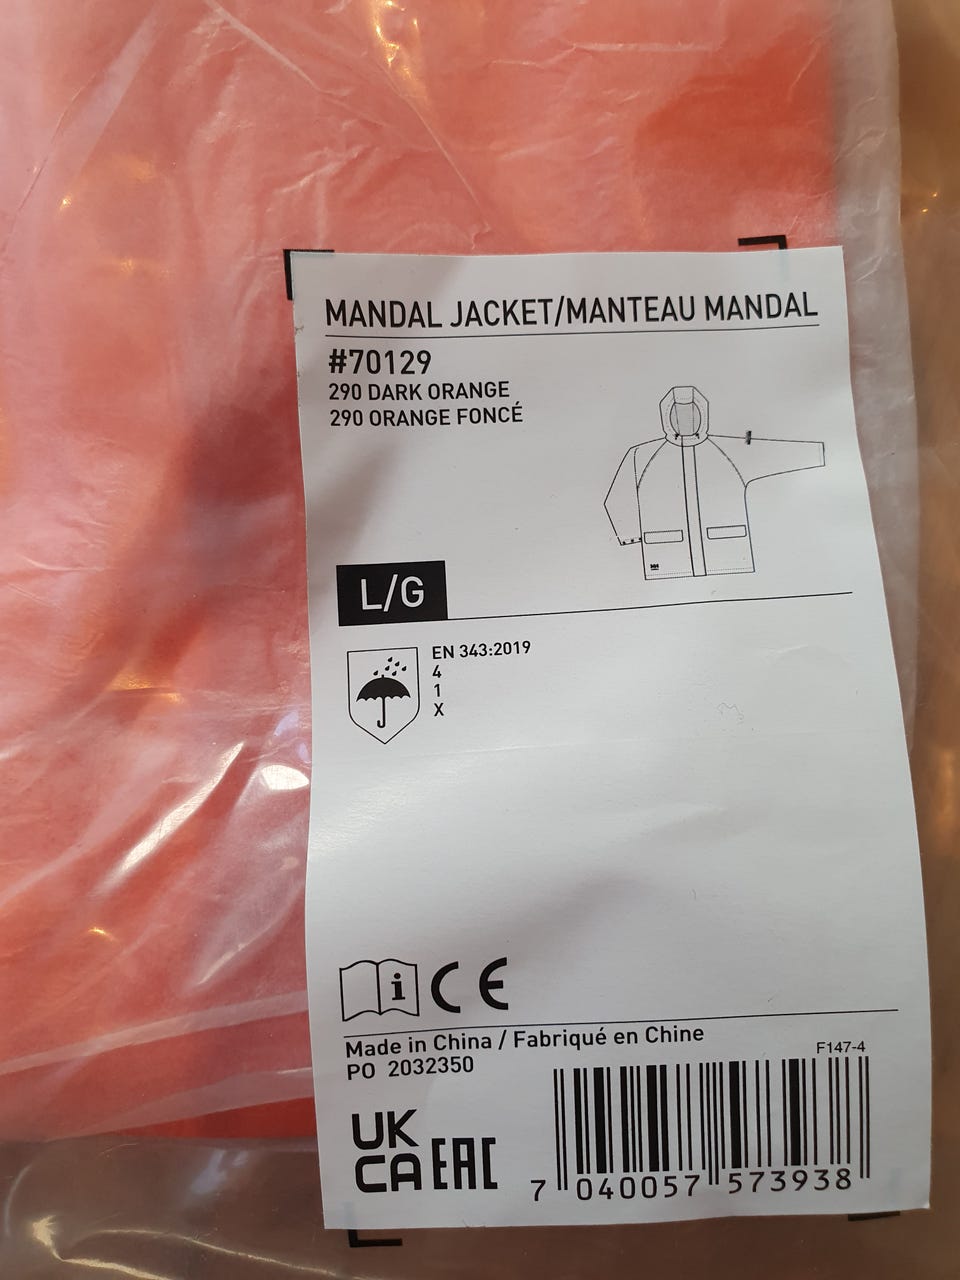 MANDAL JACKET/MANTEAU MANDAL
#70129
290 DARK ORANGE
290 ORANGE FONCÉ
L/G
EN 343:2019
4
1
X
i
CE
Made in China / Fabriqué en Chine
PO 2032350
F147-4
UK
CA EAC
7 040057 573938